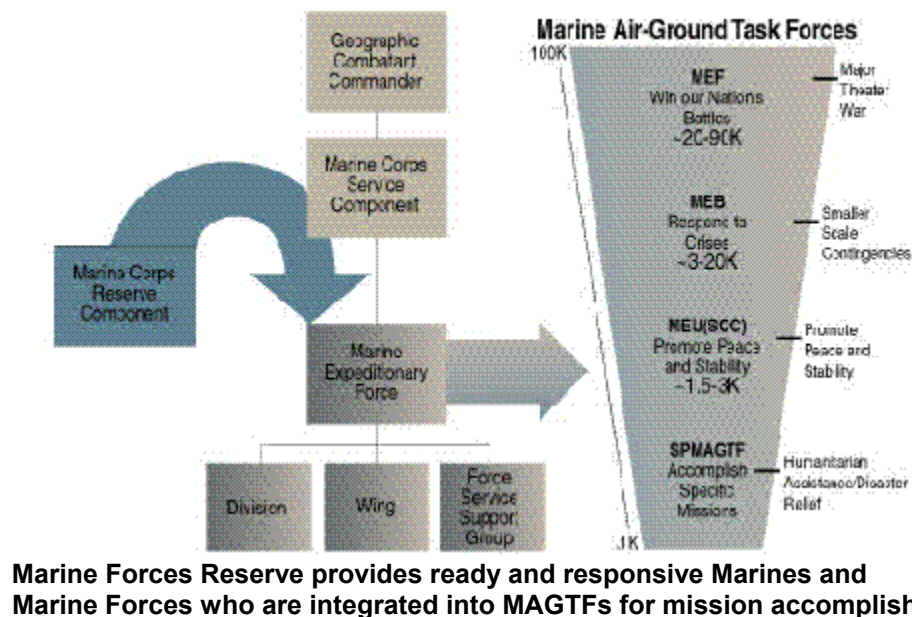 Geographic
Combatant
Commander
Marine Corps
Service
Component
Marine Corps
Reserve
Component
Marine
Expeditionary
Force
Division
Wing
Force
Service
Support
Group
Marine Air-Ground Task Forces
100K
MEF
Win our Nations
Battles
~20-90K
Major
Theater
War
MEB
Respond to
Crises
~3-20K
Smaller
Scale
Contingencies
MEU(SOC)
Promote Peace
and Stability
~1.5-3K
Promote
Peace and
Stability
SPMAGTF
Accomplish
Specific
Missions
Humanitarian
Assistance/Disaster
Relief
.1K
Marine Forces Reserve provides ready and responsive Marines and
Marine Forces who are integrated into MAGTFs for mission accomplish